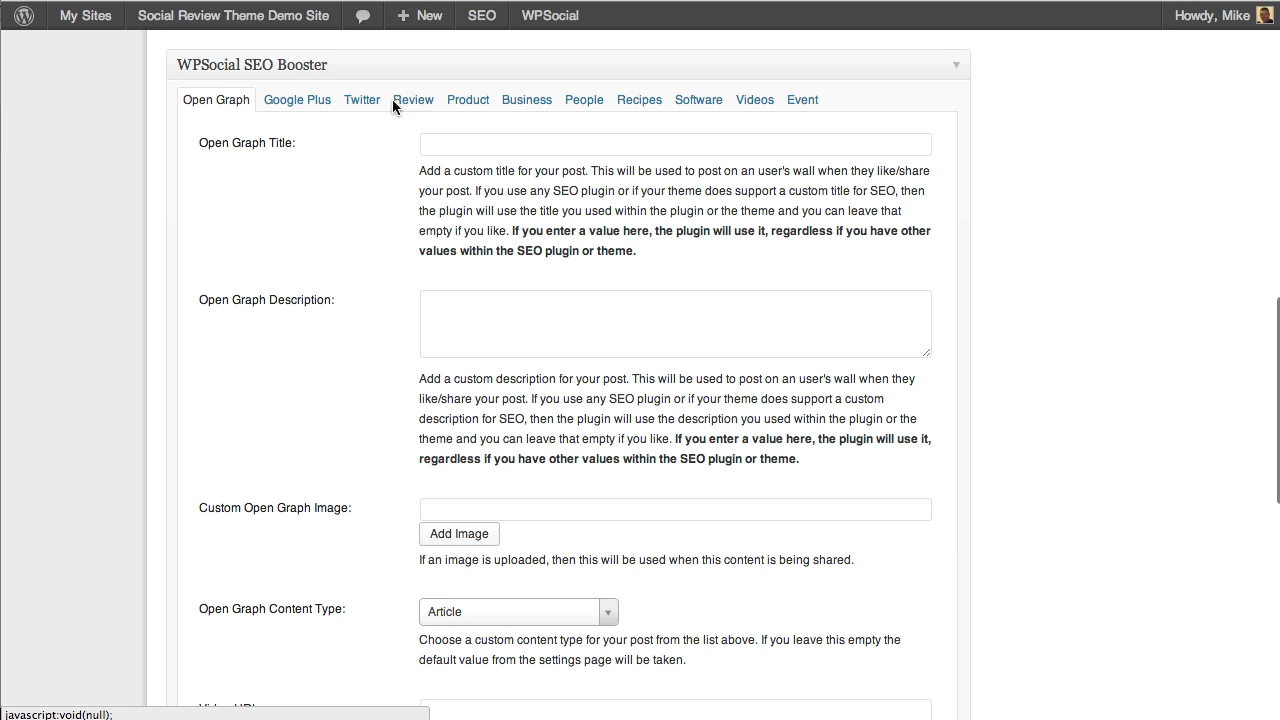 My Sites Social Review Theme Demo Site + New SEO WPSocial Howdy, Mike
WPSocial SEO Booster
Open Graph Google Plus Twitter Review Product Business People Recipes Software Videos Event
Open Graph Title:
Add a custom title for your post. This will be used to post on an user's wall when they like/share
your post. If you use any SEO plugin or if your theme does support a custom title for SEO, then
the plugin will use the title you used within the plugin or the theme and you can leave that
empty if you like. If you enter a value here, the plugin will use it, regardless if you have other
values within the SEO plugin or theme.
Open Graph Description:
Add a custom description for your post. This will be used to post on an user's wall when they
like/share your post. If you use any SEO plugin or if your theme does support a custom
description for SEO, then the plugin will use the description you used within the plugin or the
theme and you can leave that empty if you like. If you enter a value here, the plugin will use it,
regardless if you have other values within the SEO plugin or theme.
Custom Open Graph Image:
Add Image
If an image is uploaded, then this will be used when this content is being shared.
Open Graph Content Type:
Article
Choose a custom content type for your post from the list above. If you leave this empty the
default value from the settings page will be taken.
javascript:void(null);